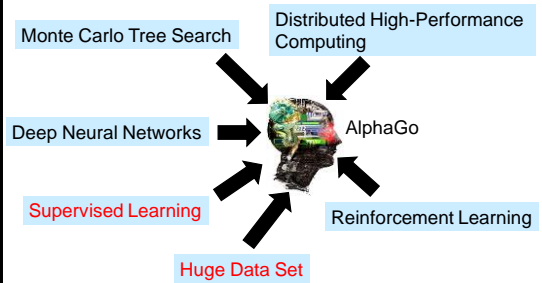 Monte Carlo Tree Search
Distributed High-Performance
Computing
Deep Neural Networks
AlphaGo
Supervised Learning
Reinforcement Learning
Huge Data Set